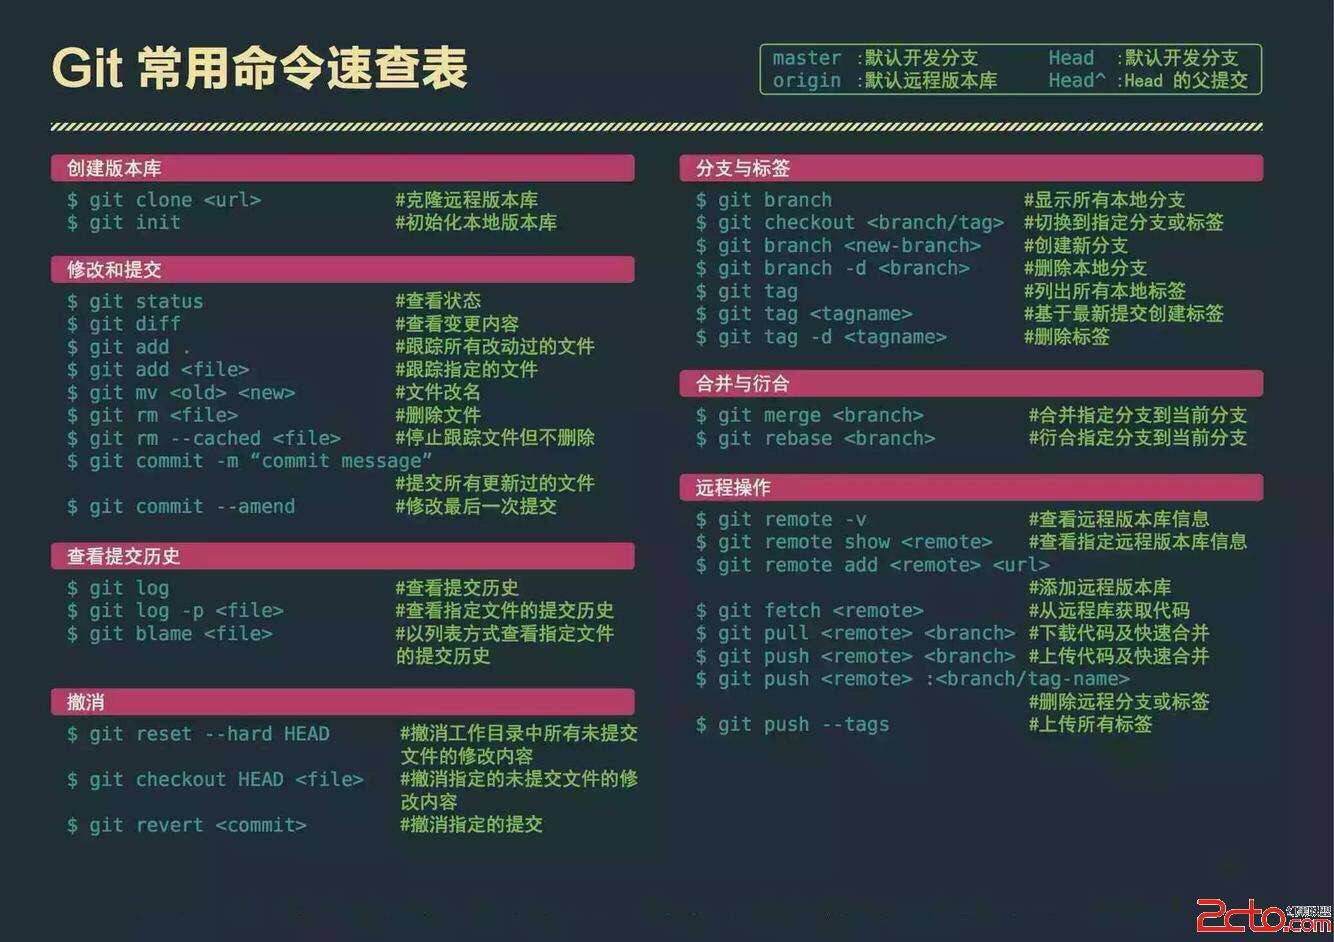 Git 常用命令速查表
master :默认开发分支 Head :默认开发分支
origin :默认远程版本库 Head^ :Head 的父提交
创建版本库
$ git clone <url> #克隆远程版本库
$ git init #初始化本地版本库
修改和提交
$ git status #查看状态
$ git diff #查看变更内容
$ git add . #跟踪所有改动过的文件
$ git add <file> #跟踪指定的文件
$ git mv <old> <new> #文件改名
$ git rm <file> #删除文件
$ git rm --cached <file> #停止跟踪文件但不删除
$ git commit -m “commit message”
#提交所有更新过的文件
$ git commit --amend #修改最后一次提交
查看提交历史
$ git log #查看提交历史
$ git log -p <file> #查看指定文件的提交历史
$ git blame <file> #以列表方式查看指定文件
的提交历史
撤消
$ git reset --hard HEAD #撤消工作目录中所有未提交
文件的修改内容
$ git checkout HEAD <file> #撤消指定的未提交文件的修
改内容
$ git revert <commit> #撤消指定的提交
分支与标签
$ git branch #显示所有本地分支
$ git checkout <branch/tag> #切换到指定分支或标签
$ git branch <new-branch> #创建新分支
$ git branch -d <branch> #删除本地分支
$ git tag #列出所有本地标签
$ git tag <tagname> #基于最新提交创建标签
$ git tag -d <tagname> #删除标签
合并与衍合
$ git merge <branch> #合并指定分支到当前分支
$ git rebase <branch> #衍合指定分支到当前分支
远程操作
$ git remote -v #查看远程版本库信息
$ git remote show <remote> #查看指定远程版本库信息
$ git remote add <remote> <url>
#添加远程版本库
$ git fetch <remote> #从远程库获取代码
$ git pull <remote> <branch> #下载代码及快速合并
$ git push <remote> <branch> #上传代码及快速合并
$ git push <remote> :<branch/tag-name>
#删除远程分支或标签
$ git push --tags #上传所有标签
2cto.com
红黑联盟